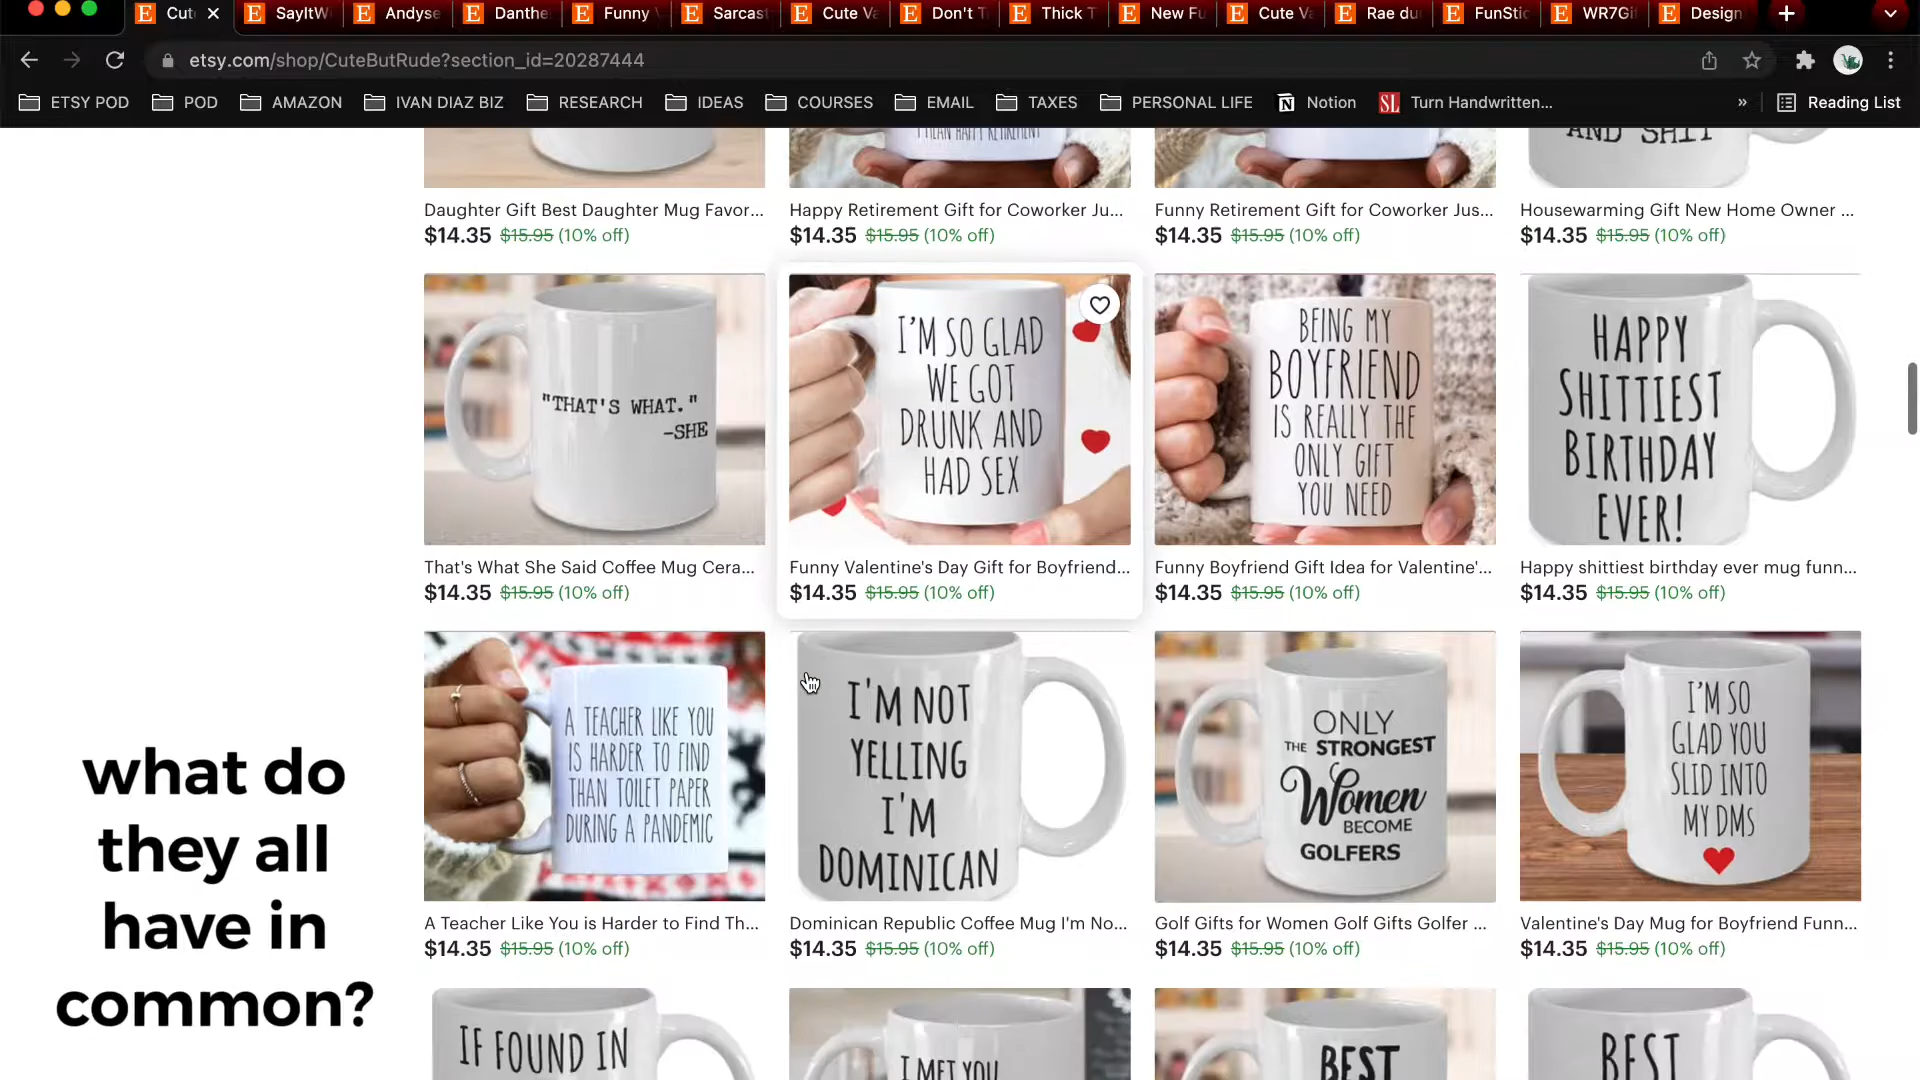 Cut
SayItW
Andyse
Danthe
Funny
Sarcast
Cute Va
Don't T
Thick T
New Fu
Cute Va
Rae du
FunStic
WR7Gi
Design
etsy.com/shop/CuteButRude?section_id=20287444
ETSY POD
POD
AMAZON
IVAN DIAZ BIZ
RESEARCH
IDEAS
COURSES
EMAIL
TAXES
PERSONAL LIFE
Notion
SL
Turn Handwritten...
»
Reading List
I MEAN HAPPY RETIREMENT
AND SHIT
Daughter Gift Best Daughter Mug Favor...
$14.35 $15.95 (10% off)
Happy Retirement Gift for Coworker Ju...
$14.35 $15.95 (10% off)
Funny Retirement Gift for Coworker Jus...
$14.35 $15.95 (10% off)
Housewarming Gift New Home Owner ...
$14.35 $15.95 (10% off)
"THAT'S WHAT."
-SHE
I'M SO GLAD
WE GOT
DRUNK AND
HAD SEX
BEING MY
BOYFRIEND
IS REALLY THE
ONLY GIFT
YOU NEED
HAPPY
SHITTIEST
BIRTHDAY
EVER!
That's What She Said Coffee Mug Cera...
$14.35 $15.95 (10% off)
Funny Valentine's Day Gift for Boyfriend...
$14.35 $15.95 (10% off)
Funny Boyfriend Gift Idea for Valentine'...
$14.35 $15.95 (10% off)
Happy shittiest birthday ever mug funn...
$14.35 $15.95 (10% off)
A TEACHER LIKE YOU
IS HARDER TO FIND
THAN TOILET PAPER
DURING A PANDEMIC
I'M NOT
YELLING
I'M
DOMINICAN
ONLY
THE STRONGEST
Women
BECOME
GOLFERS
I'M SO
GLAD YOU
SLID INTO
MY DMs
A Teacher Like You is Harder to Find Th...
$14.35 $15.95 (10% off)
Dominican Republic Coffee Mug I'm No...
$14.35 $15.95 (10% off)
Golf Gifts for Women Golf Gifts Golfer ...
$14.35 $15.95 (10% off)
Valentine's Day Mug for Boyfriend Funn...
$14.35 $15.95 (10% off)
IF FOUND IN
I MET YOU
BEST
BEST
what do
they all
have in
common?